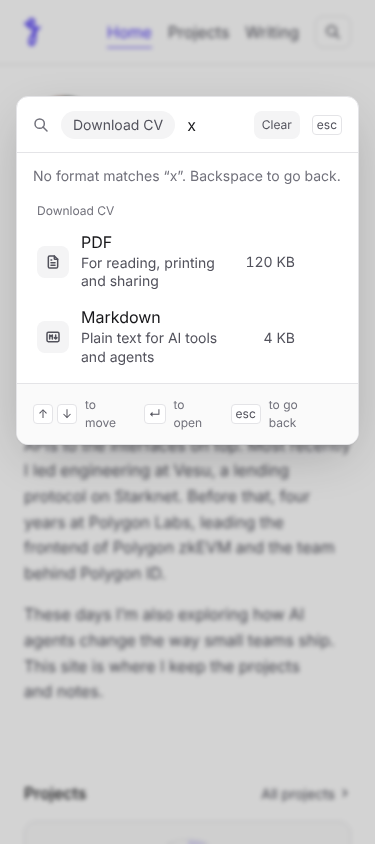 Home Projects Writing
Download CV x Clear esc
No format matches “x”. Backspace to go back.
Download CV
PDF
For reading, printing
and sharing
120 KB
Markdown
Plain text for AI tools
and agents
4 KB
↑ ↓ to move ↵ to open esc to go back
APIs to the interfaces on top. Most recently
I led engineering at Vesu, a lending
protocol on Starknet. Before that, four
years at Polygon Labs, leading the
frontend of Polygon zkEVM and the team
behind Polygon ID.
These days I'm also exploring how AI
agents change the way small teams ship.
This site is where I keep the projects
and notes.
Projects All projects